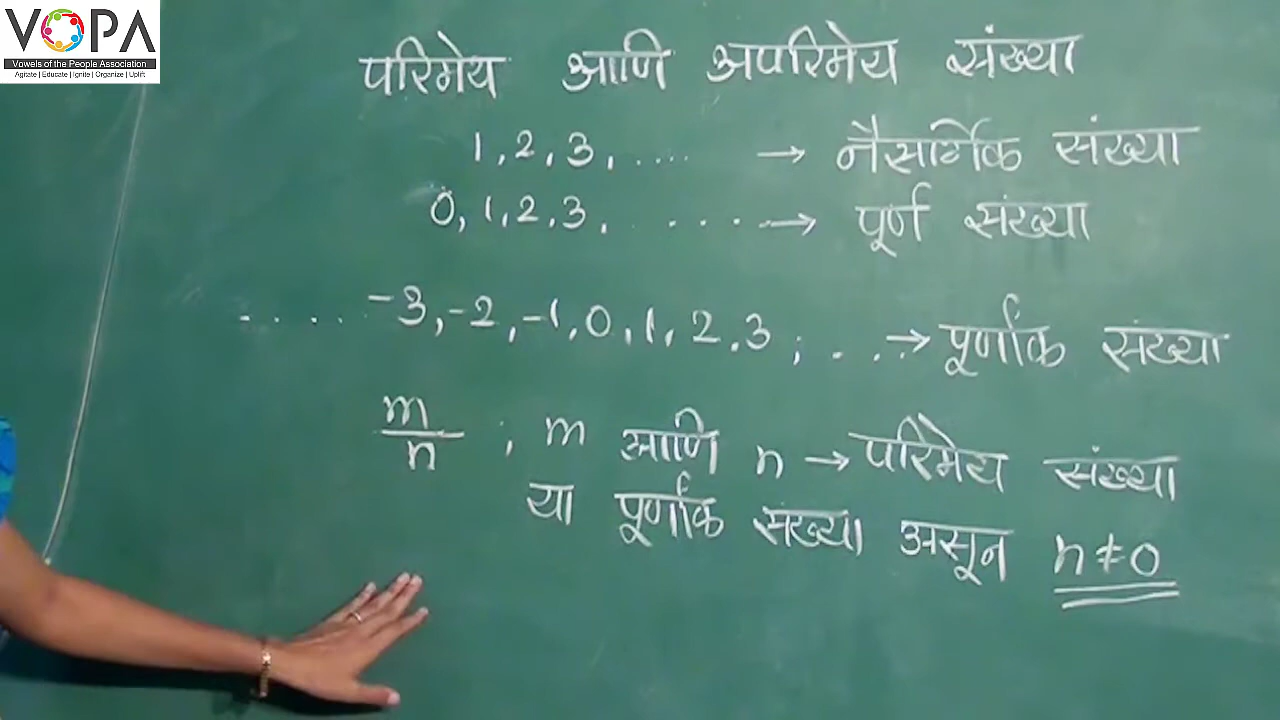 VOPA
Vowels of the People Association
Agitate | Educate | Ignite | Organize | Uplift
परिमेय आणि अपरिमेय संख्या
1, 2, 3, .... → नैसर्गिक संख्या
0, 1, 2, 3, . .... → पूर्ण संख्या
..... -3, -2, -1, 0, 1, 2, 3, ... → पूर्णांक संख्या
m/n ; m आणि n → परिमेय संख्या
या पूर्णांक संख्या असून n ≠ 0